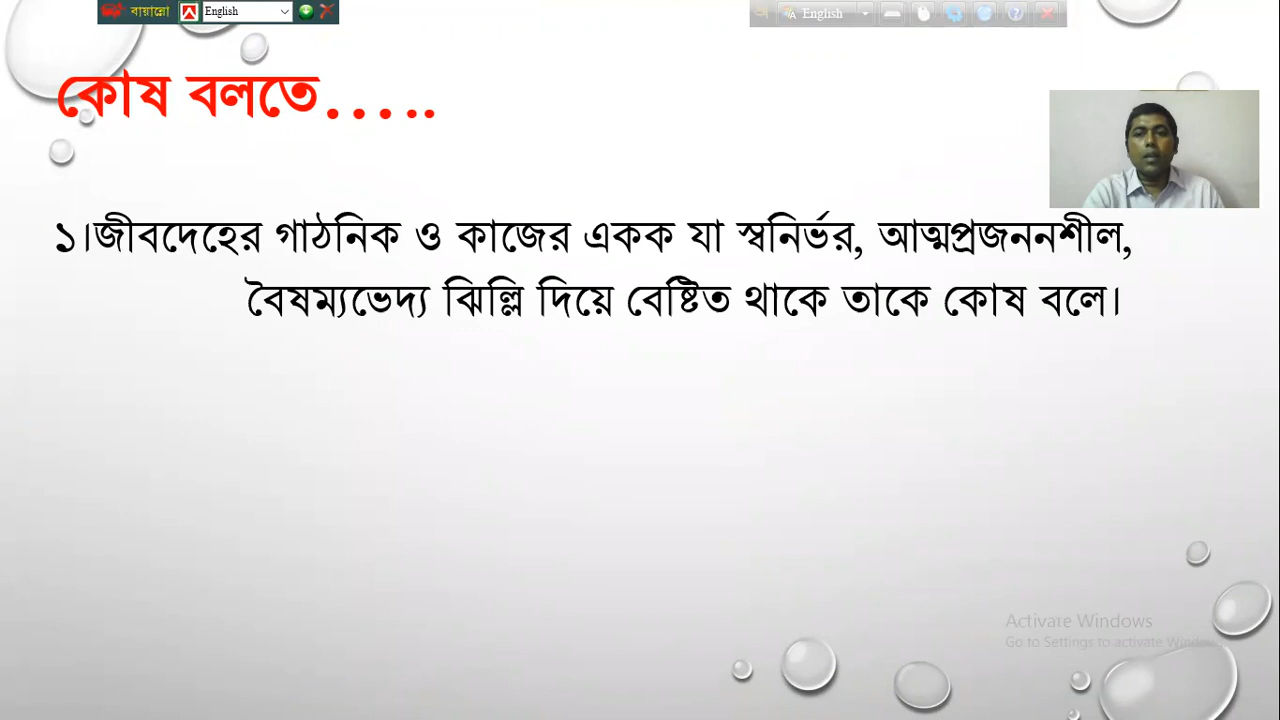 বায়ান্নো English English
কোষ বলতে.....
১।জীবদেহের গাঠনিক ও কাজের একক যা স্বনির্ভর, আত্মপ্রজননশীল,
বৈষম্যভেদ্য ঝিল্লি দিয়ে বেষ্টিত থাকে তাকে কোষ বলে।
Activate Windows
Go to Settings to activate Windows